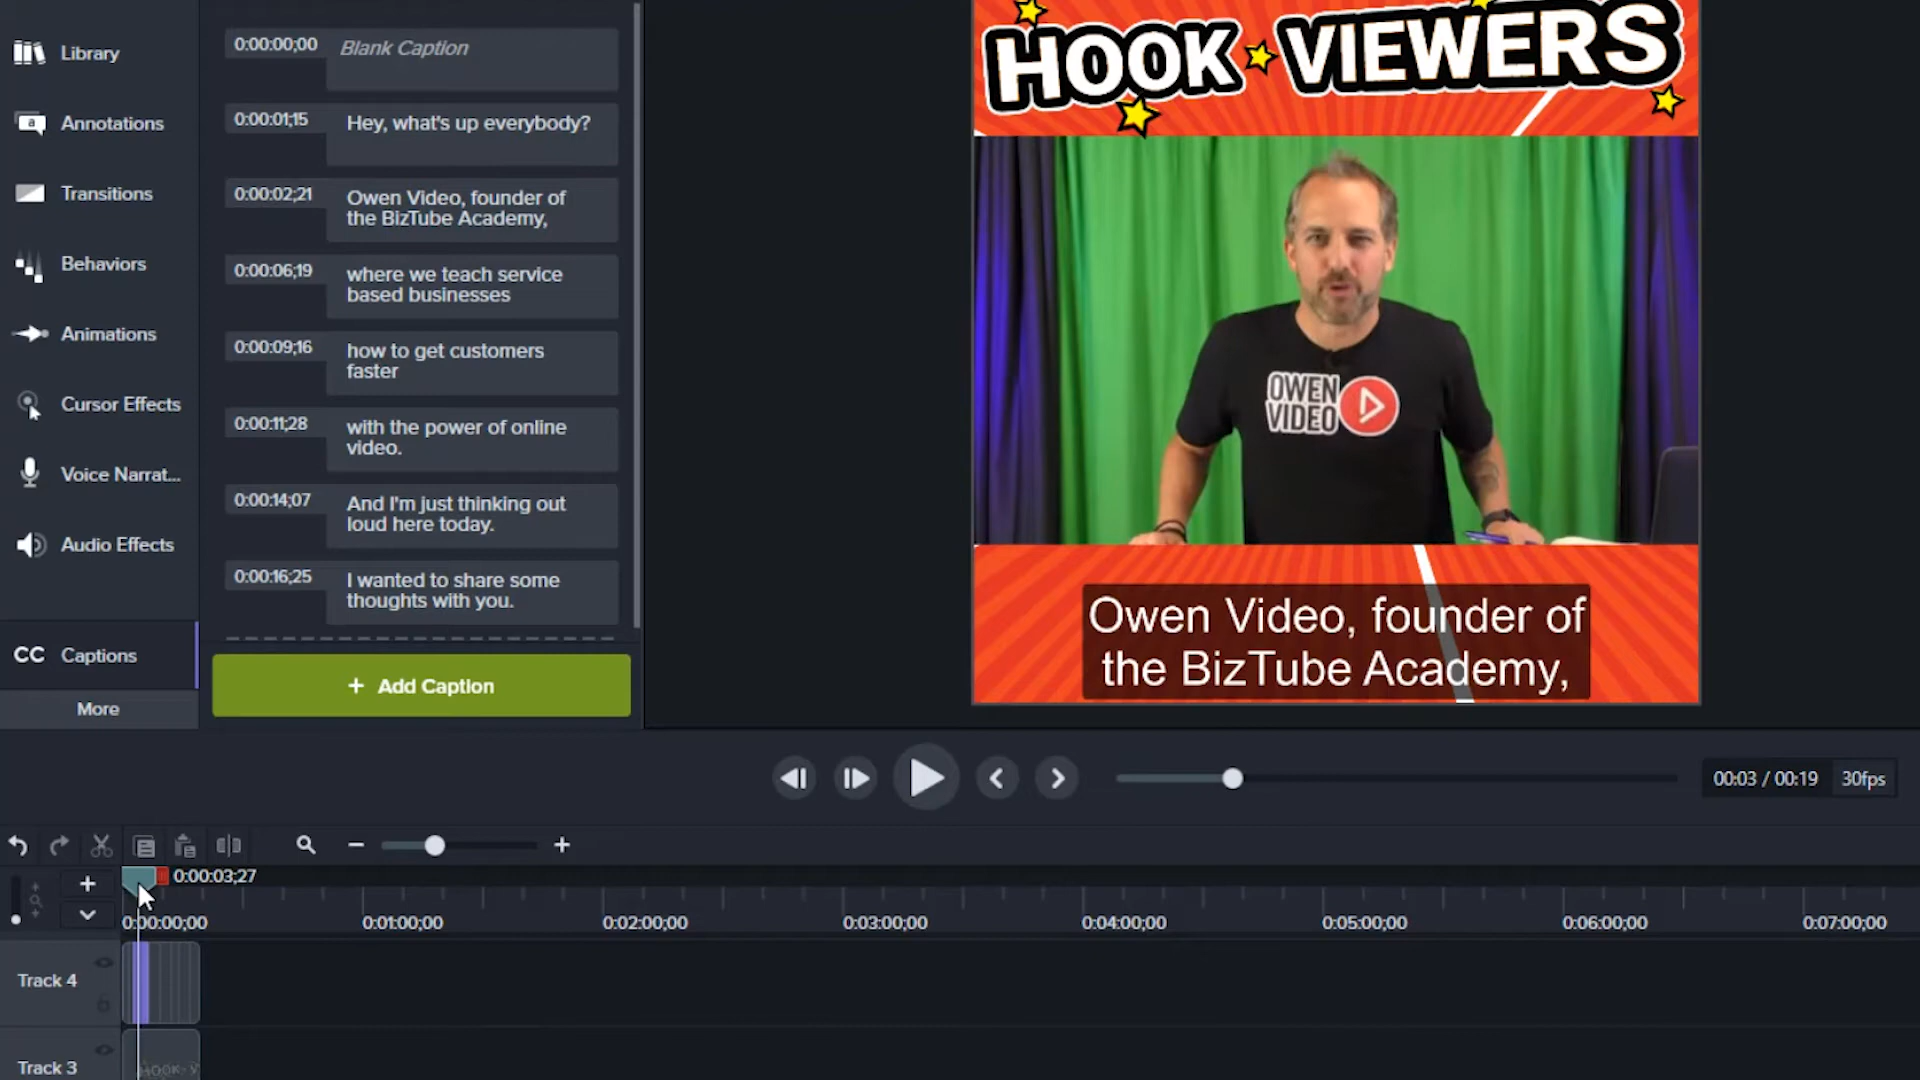 Library
Annotations
Transitions
Behaviors
Animations
Cursor Effects
Voice Narrat...
Audio Effects
CC Captions
More
0:00:00;00 Blank Caption
0:00:01;15 Hey, what's up everybody?
0:00:02;21 Owen Video, founder of
the BizTube Academy,
0:00:06;19 where we teach service
based businesses
0:00:09;16 how to get customers
faster
0:00:11;28 with the power of online
video.
0:00:14;07 And I'm just thinking out
loud here today.
0:00:16;25 I wanted to share some
thoughts with you.
+ Add Caption
HOOK VIEWERS
OWEN
VIDEO
Owen Video, founder of
the BizTube Academy,
00:03 / 00:19 30fps
0:00:03;27
0:00:00;00 0:01:00;00 0:02:00;00 0:03:00;00 0:04:00;00 0:05:00;00 0:06:00;00 0:07:00;00
Track 4
Track 3
HOOK V